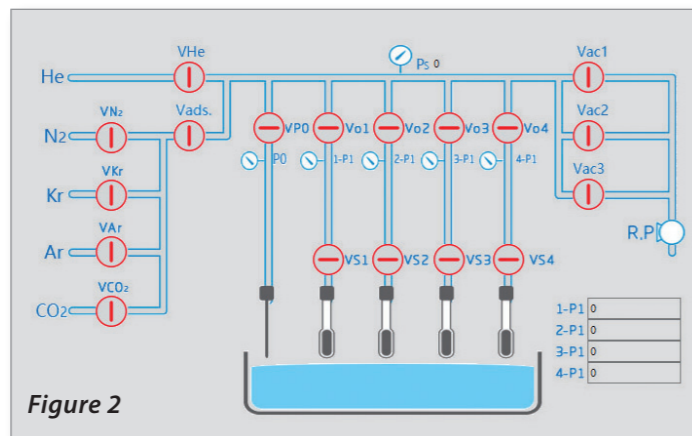 VHe
Ps 0
Vac1
He
VN₂
Vads.
VP0
Vo1
Vo2
Vo3
Vo4
Vac2
N2
P0
1-P1
2-P1
3-P1
4-P1
VKr
Vac3
Kr
VAr
R.P
Ar
VS1
VS2
VS3
VS4
VCO₂
CO2
1-P1 0
2-P1 0
3-P1 0
4-P1 0
Figure 2